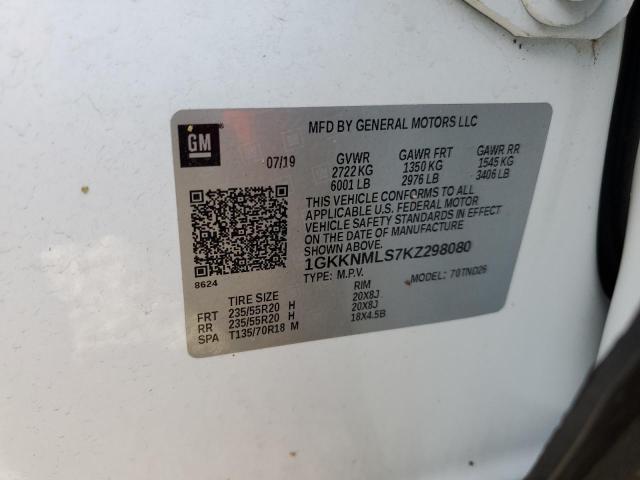 GM
MFD BY GENERAL MOTORS LLC
07/19 GVWR GAWR FRT GAWR RR
2722 KG 1350 KG 1545 KG
6001 LB 2976 LB 3406 LB
THIS VEHICLE CONFORMS TO ALL
APPLICABLE U.S. FEDERAL MOTOR
VEHICLE SAFETY STANDARDS IN EFFECT
ON THE DATE OF MANUFACTURE
SHOWN ABOVE.
1GKKNMLS7KZ298080
TYPE: M.P.V. MODEL: 70TND26
8624
TIRE SIZE RIM
FRT 235/55R20 H 20X8J
RR 235/55R20 H 20X8J
SPA T135/70R18 M 18X4.5B